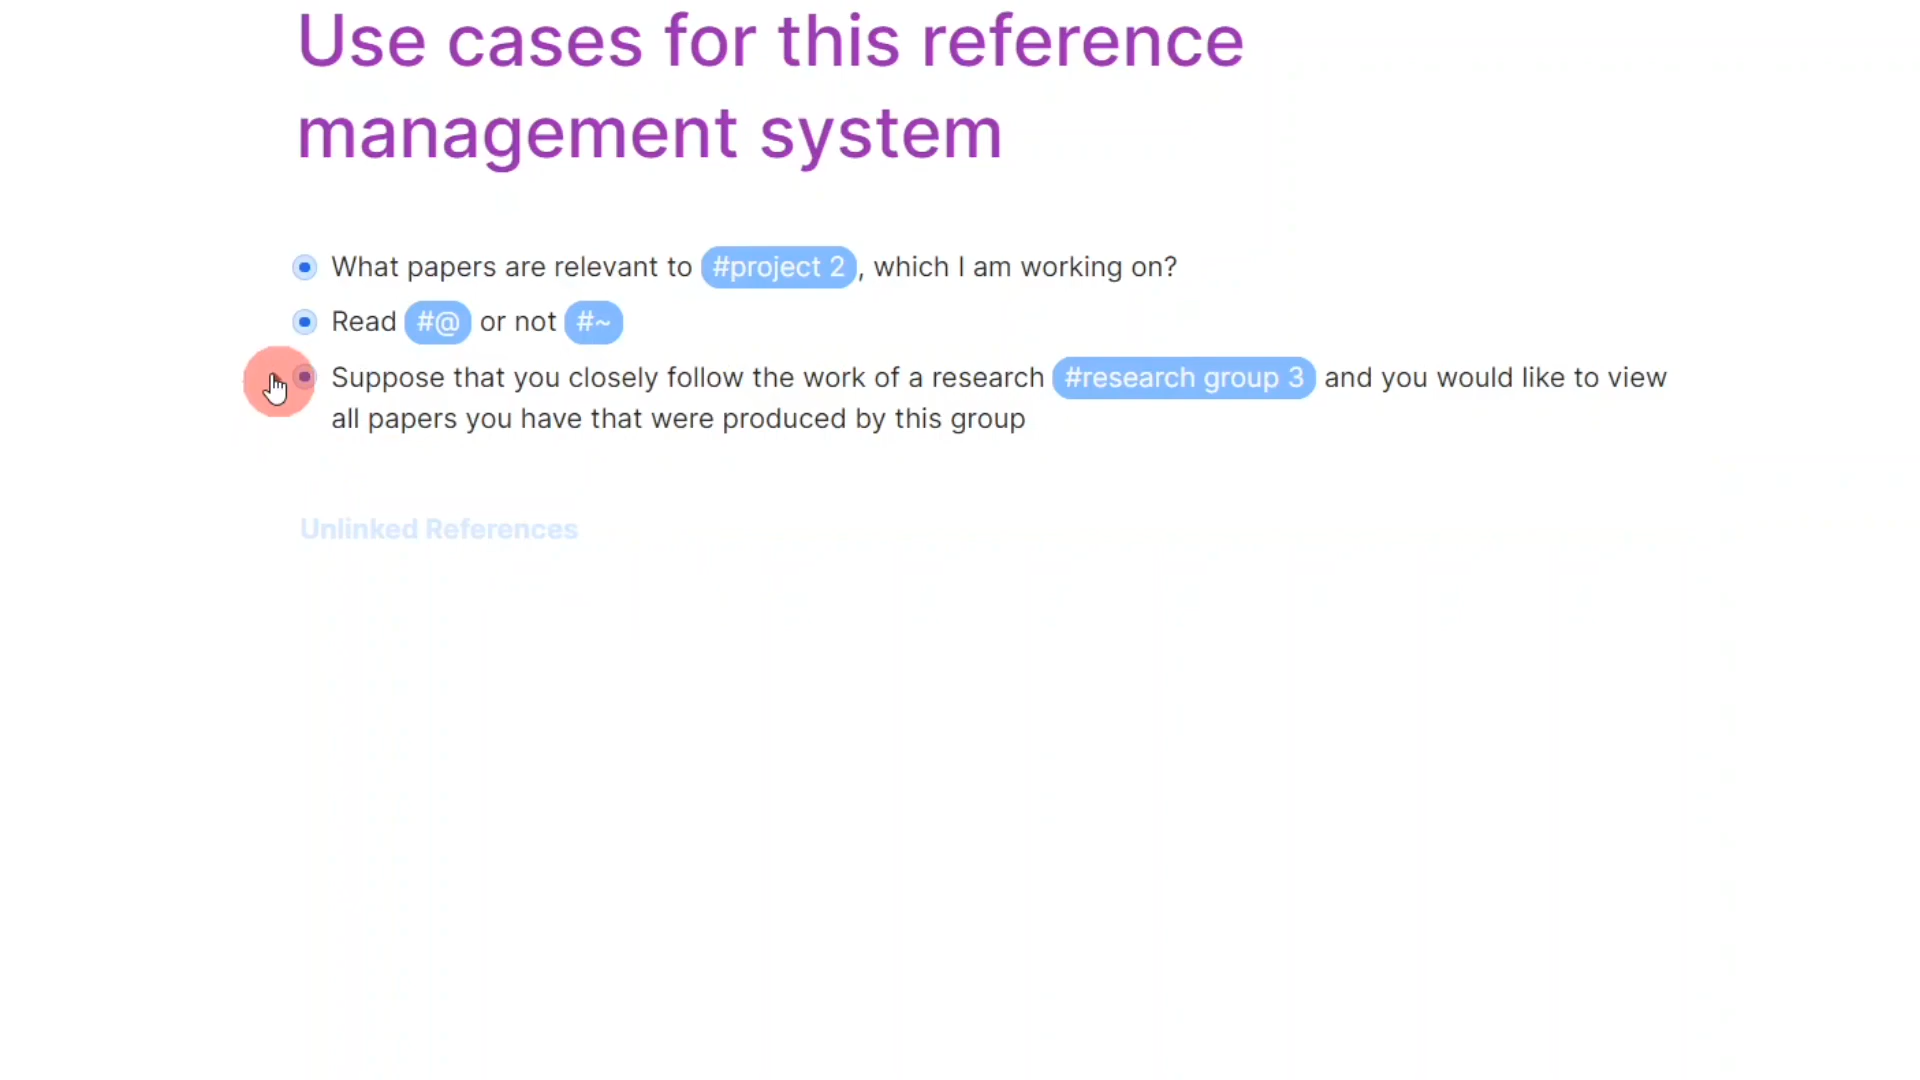 Use cases for this reference
management system
What papers are relevant to #project 2, which I am working on?
Read #@ or not #~
Suppose that you closely follow the work of a research #research group 3 and you would like to view
all papers you have that were produced by this group
Unlinked References